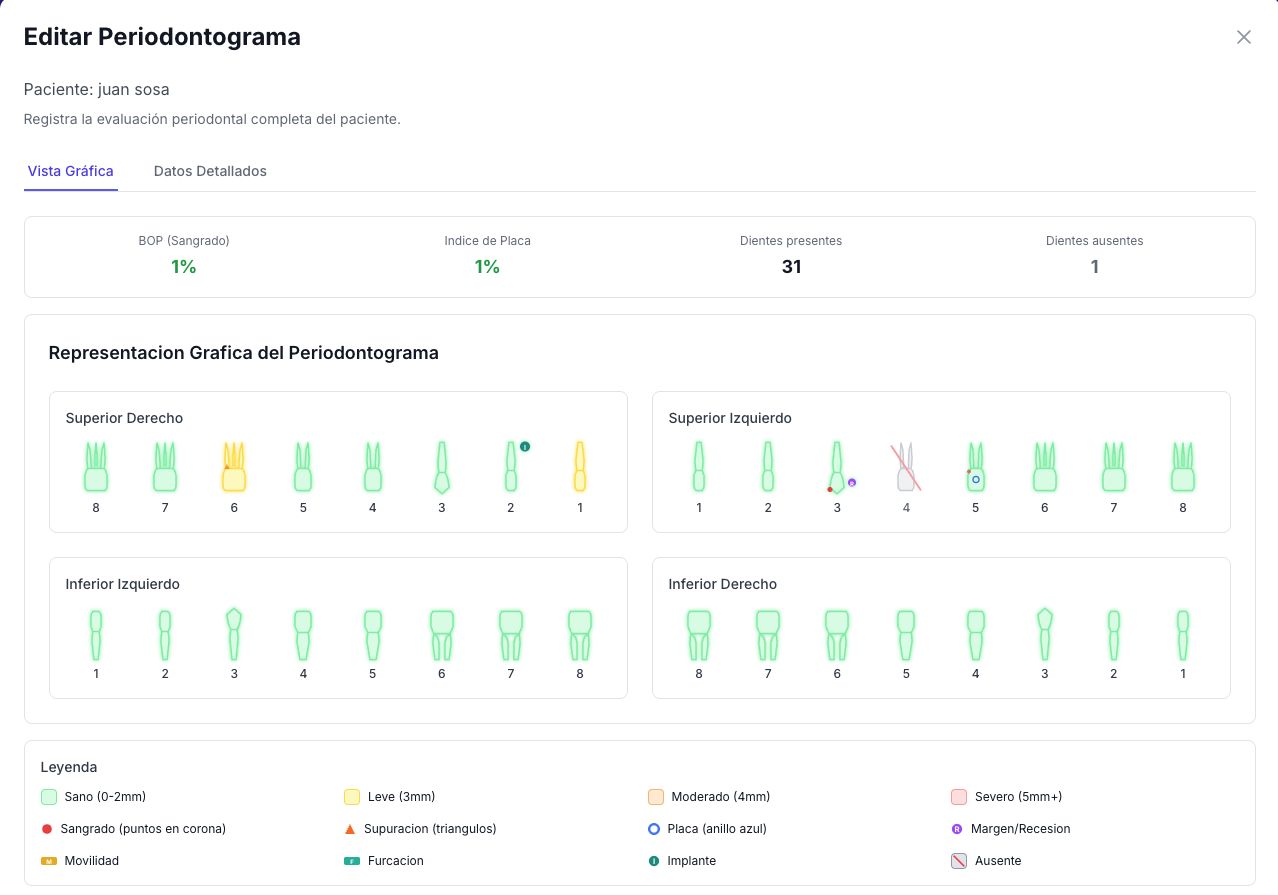 Editar Periodontograma
Paciente: juan sosa
Registra la evaluación periodontal completa del paciente.
Vista Gráfica Datos Detallados
BOP (Sangrado) Indice de Placa Dientes presentes Dientes ausentes
1% 1% 31 1
Representacion Grafica del Periodontograma
Superior Derecho
I
8 7 6 5 4 3 2 1
Superior Izquierdo
R
1 2 3 4 5 6 7 8
Inferior Izquierdo
1 2 3 4 5 6 7 8
Inferior Derecho
8 7 6 5 4 3 2 1
Leyenda
Sano (0-2mm) Leve (3mm) Moderado (4mm) Severo (5mm+)
Sangrado (puntos en corona) Supuracion (triangulos) Placa (anillo azul) R Margen/Recesion
M Movilidad F Furcacion I Implante Ausente